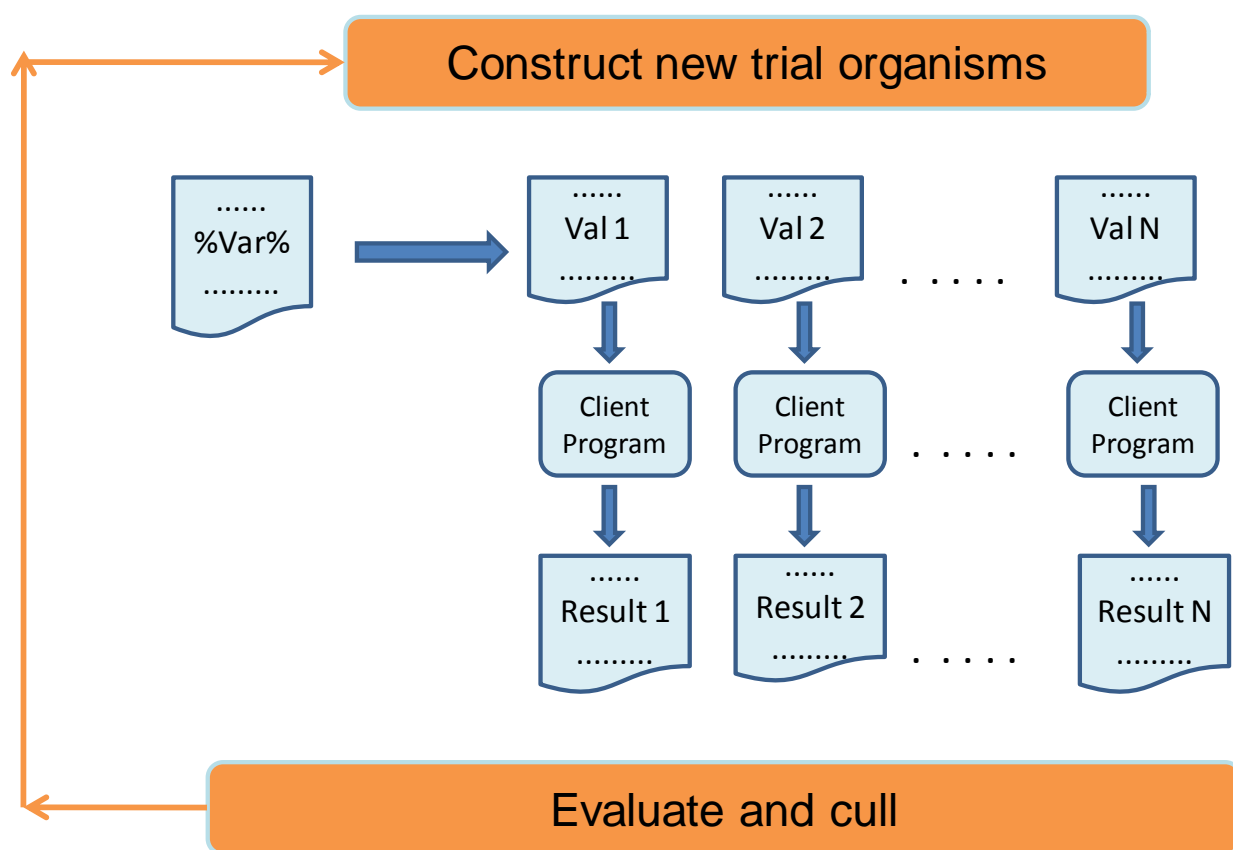 Construct new trial organisms
......
%Var%
.........
......
Val 1
.........
......
Val 2
.........
. . . . .
......
Val N
.........
Client
Program
Client
Program
. . . . .
Client
Program
......
Result 1
.........
......
Result 2
.........
. . . . .
......
Result N
.........
Evaluate and cull